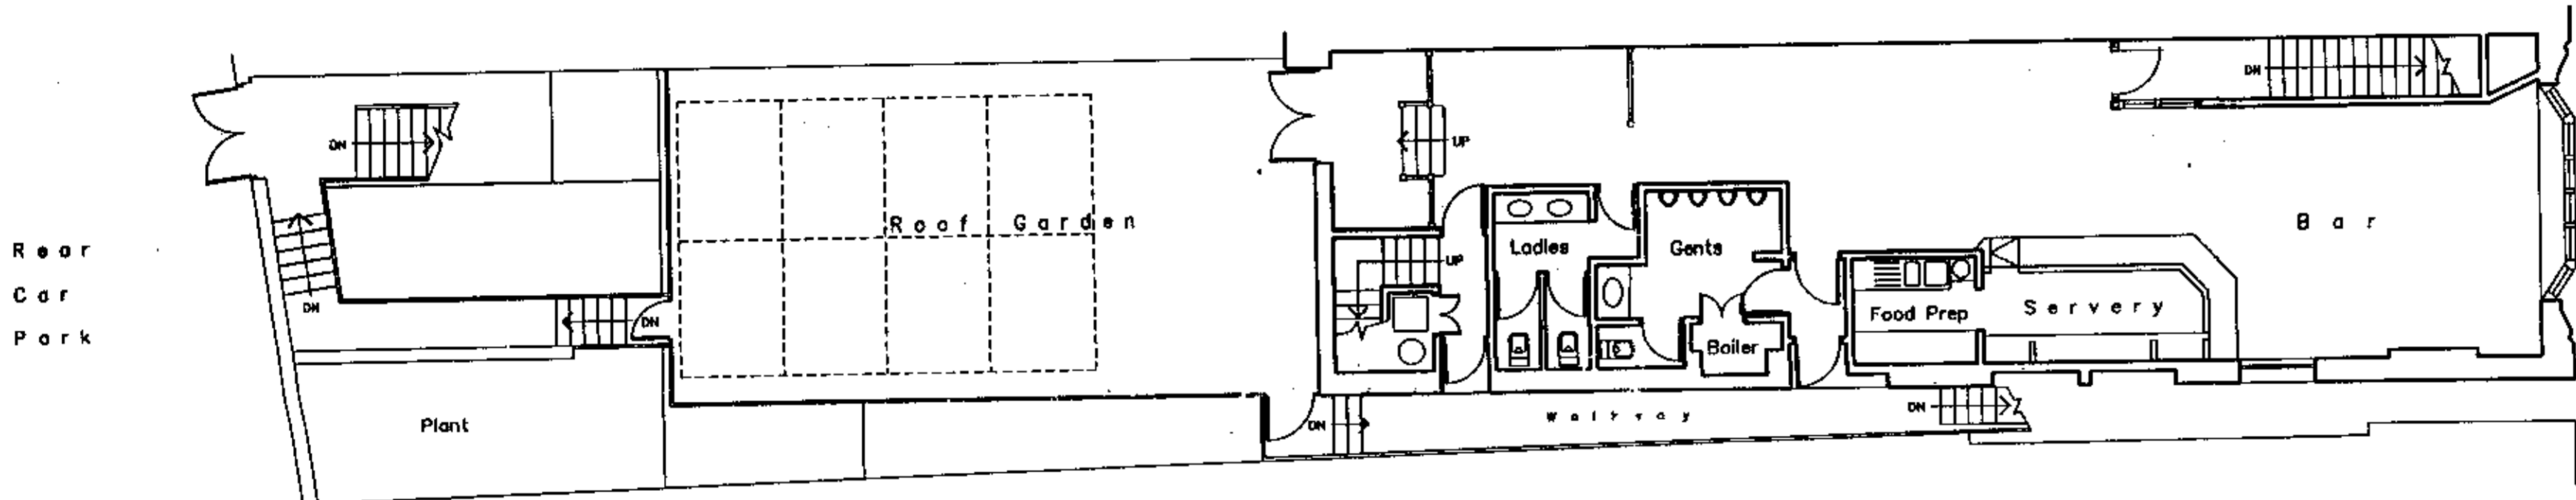 Rear
Car
Park
DN
DN
DN
Plant
Roof Garden
UP
UP
DN
Ladies
Gents
Boiler
Walkway
DN
Food Prep
Servery
Bar
DN